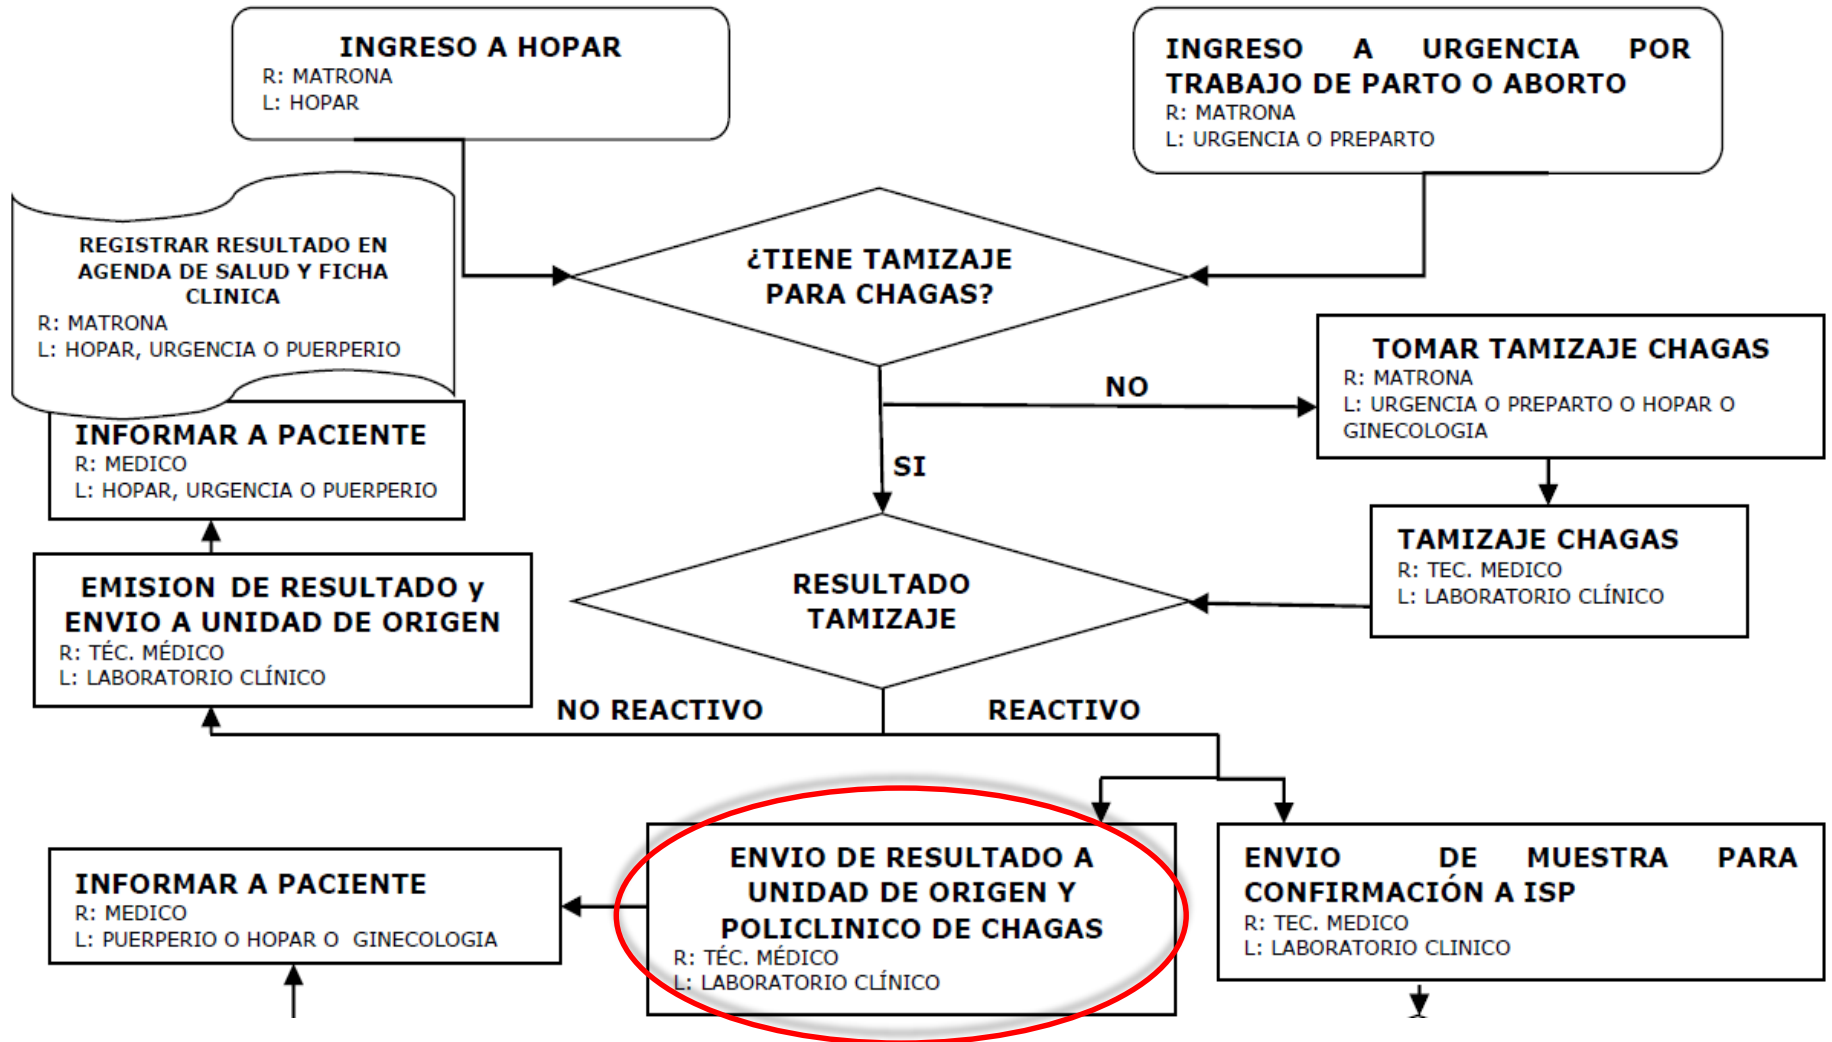 INGRESO A HOPAR
R: MATRONA
L: HOPAR
INGRESO A URGENCIA POR
TRABAJO DE PARTO O ABORTO
R: MATRONA
L: URGENCIA O PREPARTO
REGISTRAR RESULTADO EN
AGENDA DE SALUD Y FICHA
CLINICA
R: MATRONA
L: HOPAR, URGENCIA O PUERPERIO
¿TIENE TAMIZAJE
PARA CHAGAS?
NO
SI
TOMAR TAMIZAJE CHAGAS
R: MATRONA
L: URGENCIA O PREPARTO O HOPAR O
GINECOLOGIA
INFORMAR A PACIENTE
R: MEDICO
L: HOPAR, URGENCIA O PUERPERIO
TAMIZAJE CHAGAS
R: TEC. MEDICO
L: LABORATORIO CLÍNICO
EMISION DE RESULTADO y
ENVIO A UNIDAD DE ORIGEN
R: TÉC. MÉDICO
L: LABORATORIO CLÍNICO
RESULTADO
TAMIZAJE
NO REACTIVO
REACTIVO
INFORMAR A PACIENTE
R: MEDICO
L: PUERPERIO O HOPAR O GINECOLOGIA
ENVIO DE RESULTADO A
UNIDAD DE ORIGEN Y
POLICLINICO DE CHAGAS
R: TÉC. MÉDICO
L: LABORATORIO CLÍNICO
ENVIO DE MUESTRA PARA
CONFIRMACIÓN A ISP
R: TEC. MEDICO
L: LABORATORIO CLINICO